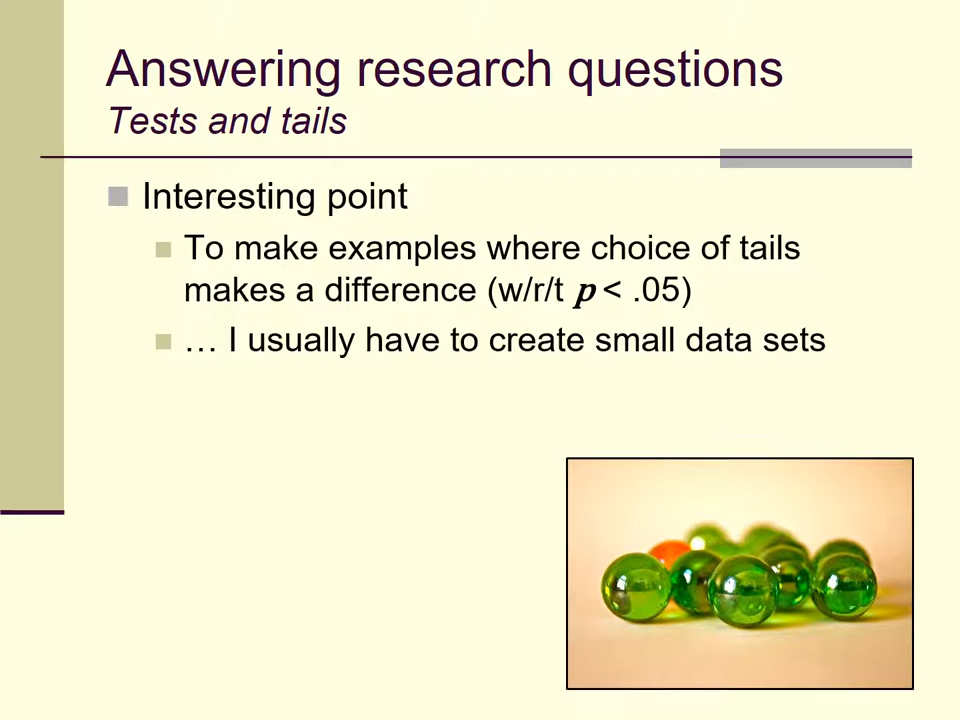 Answering research questions
Tests and tails
Interesting point
To make examples where choice of tails
makes a difference (w/r/t p < .05)
… I usually have to create small data sets